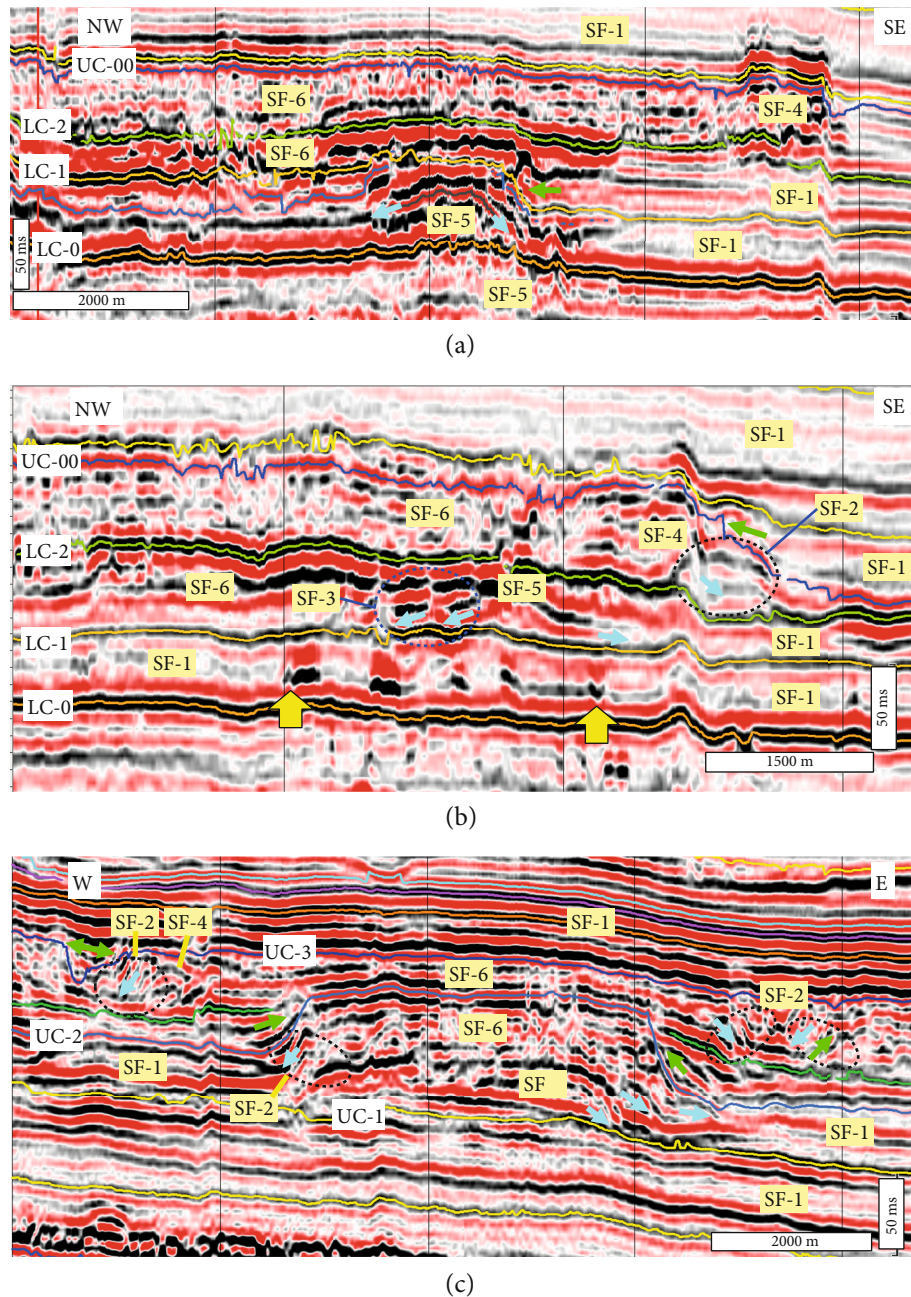 NW
SF-1
SE
UC-00
SF-6
SF-4
LC-2
SF-6
LC-1
SF-1
SF-5
SF-1
LC-0
50 ms
SF-5
2000 m
(a)
NW
SE
SF-1
UC-00
SF-2
SF-6
SF-4
LC-2
SF-1
SF-6
SF-3
SF-5
LC-1
SF-1
SF-1
SF-1
LC-0
50 ms
1500 m
(b)
W
E
SF-2
SF-4
SF-1
UC-3
SF-6
SF-2
SF-6
UC-2
SF-1
SF
SF-2
UC-1
SF-1
SF-1
50 ms
2000 m
(c)